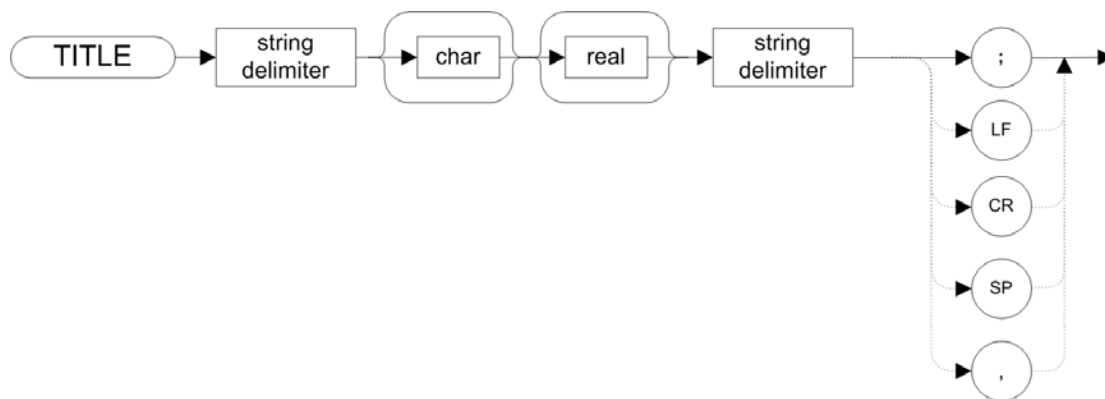 TITLE
string
delimiter
char
real
string
delimiter
;
LF
CR
SP
,